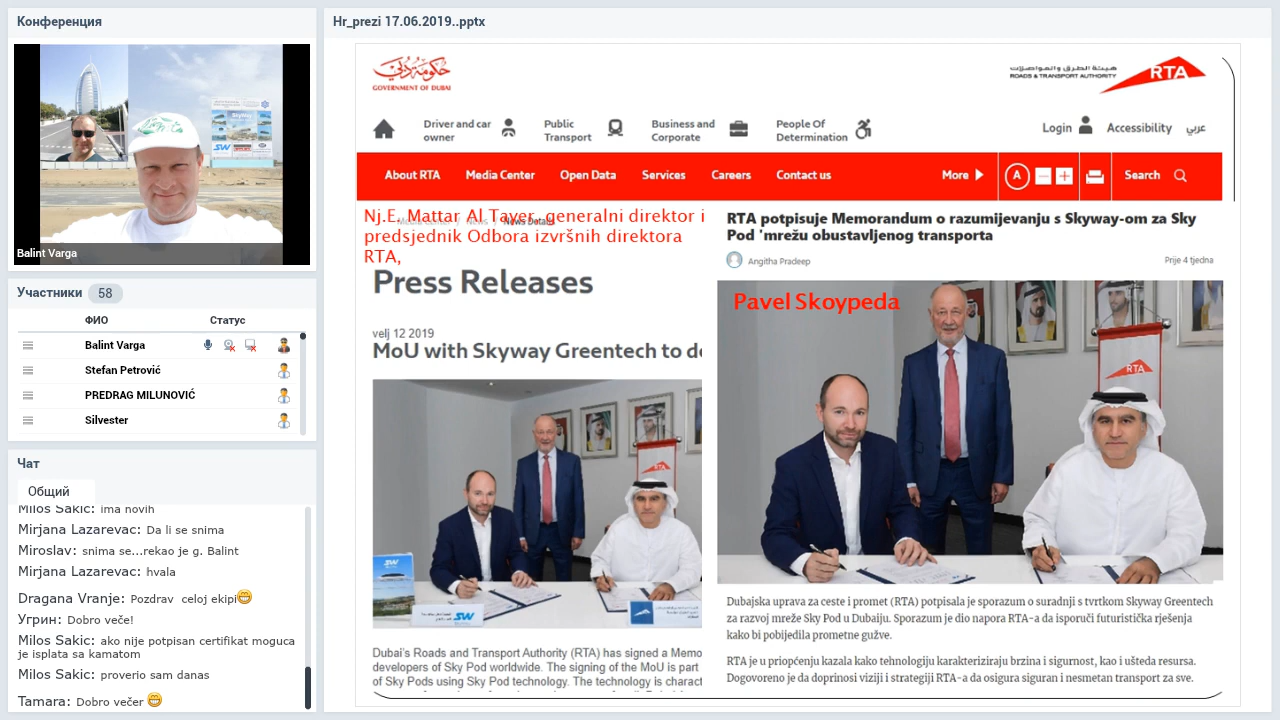 Конференция
Balint Varga
Участники 58
ФИО Статус
Balint Varga
Stefan Petrović
PREDRAG MILUNOVIĆ
Silvester
Чат
Общий
Milos Sakic: ima novih
Mirjana Lazarevac: Da li se snima
Miroslav: snima se...rekao je g. Balint
Mirjana Lazarevac: hvala
Dragana Vranje: Pozdrav celoj ekipi
Угрин: Dobro veče!
Milos Sakic: ako nije potpisan certifikat moguca
je isplata sa kamatom
Milos Sakic: proverio sam danas
Tamara: Dobro večer
Hr_prezi 17.06.2019..pptx
حكومة دبي
GOVERNMENT OF DUBAI
هيئة الطرق و المواصلات
ROADS & TRANSPORT AUTHORITY
RTA
Driver and car
owner
Public
Transport
Business and
Corporate
People Of
Determination
Login
Accessibility
عربي
About RTA
Media Center
Open Data
Services
Careers
Contact us
More
A
Search
Nj.E. Mattar Al Tayer, generalni direktor i
predsjednik Odbora izvršnih direktora
RTA,
News Details
Press Releases
velj 12 2019
MoU with Skyway Greentech to de
RTA
SW
Dubai's Roads and Transport Authority (RTA) has signed a Memo
developers of Sky Pod worldwide. The signing of the MoU is part
of Sky Pods using Sky Pod technology. The technology is charact
RTA potpisuje Memorandum o razumijevanju s Skyway-om za Sky
Pod 'mrežu obustavljenog transporta
Angitha Pradeep
Prije 4 tjedna
Pavel Skoypeda
RTA
Dubajska uprava za ceste i promet (RTA) potpisala je sporazum o suradnji s tvrtkom Skyway Greentech
za razvoj mreže Sky Pod u Dubaiju. Sporazum je dio napora RTA-a da isporuči futuristička rješenja
kako bi pobijedila prometne gužve.
RTA je u priopćenju kazala kako tehnologiju karakteriziraju brzina i sigurnost, kao i ušteda resursa.
Dogovoreno je da doprinosi viziji i strategiji RTA-a da osigura siguran i nesmetan transport za sve.